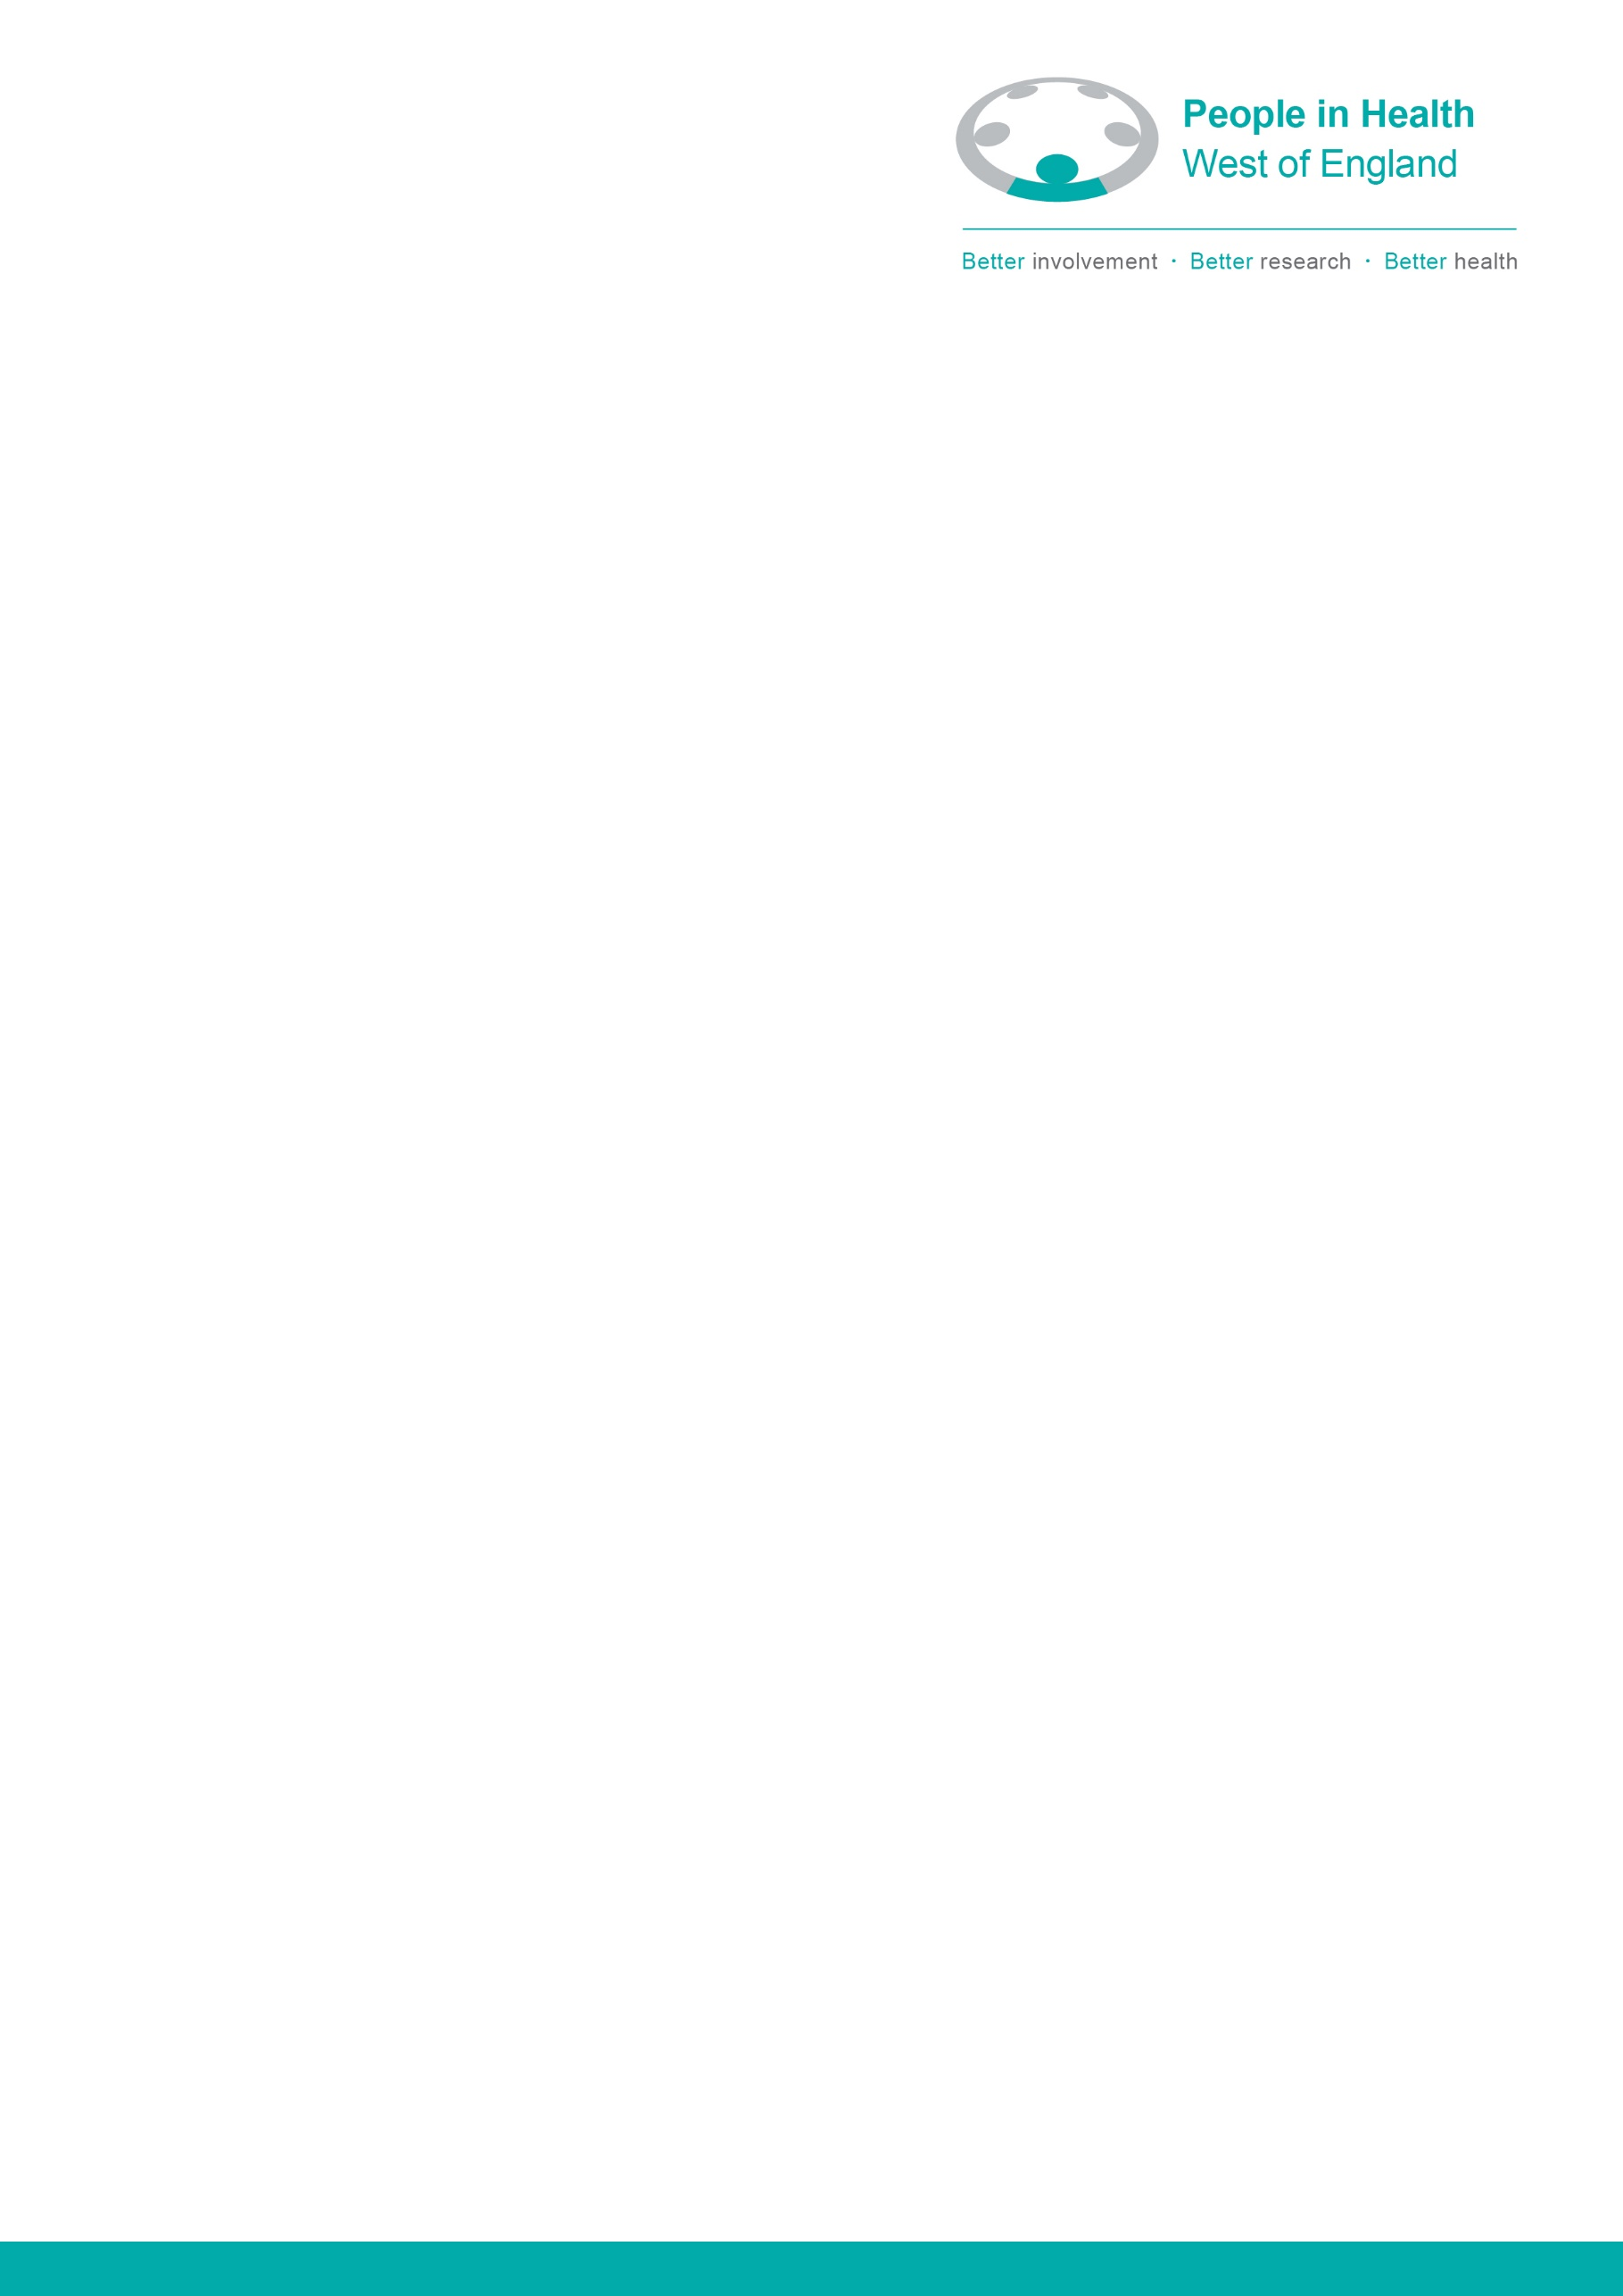 People in Health
West of England
Better involvement · Better research · Better health